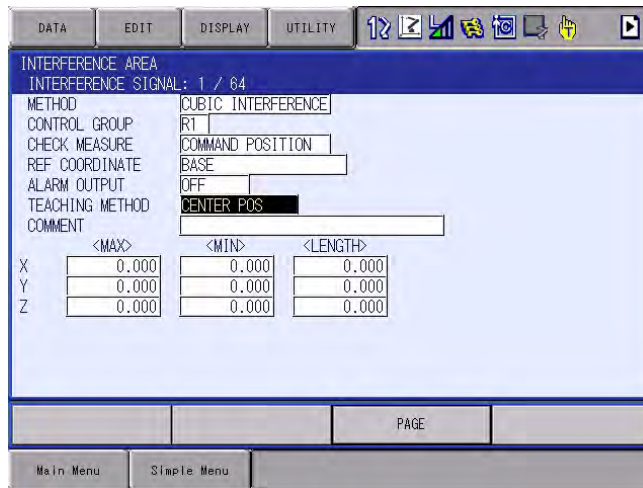 DATA EDIT DISPLAY UTILITY
INTERFERENCE AREA
INTERFERENCE SIGNAL: 1 / 64
METHOD CUBIC INTERFERENCE
CONTROL GROUP R1
CHECK MEASURE COMMAND POSITION
REF COORDINATE BASE
ALARM OUTPUT OFF
TEACHING METHOD CENTER POS
COMMENT
<MAX> <MIN> <LENGTH>
X 0.000 0.000 0.000
Y 0.000 0.000 0.000
Z 0.000 0.000 0.000
PAGE
Main Menu Simple Menu